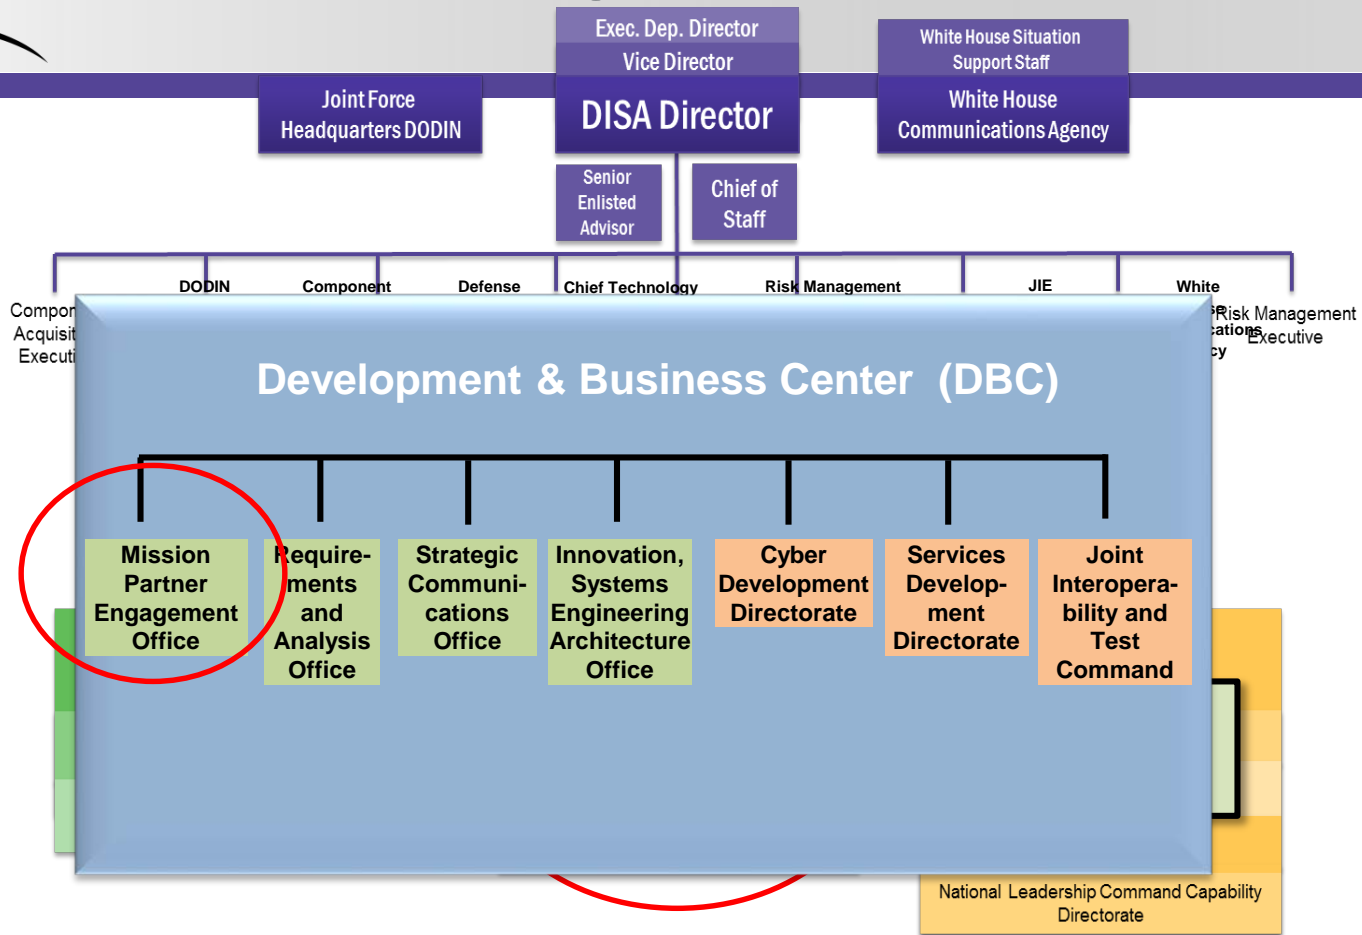 Exec. Dep. Director
Vice Director
DISA Director
White House Situation
Support Staff
White House
Communications Agency
Joint Force
Headquarters DODIN
Senior
Enlisted
Advisor
Chief of
Staff
DODIN
Component
Defense
Chief Technology
Risk Management
JIE
White
Risk Management
Executive
Development & Business Center (DBC)
Mission
Partner
Engagement
Office
Require-
ments
and
Analysis
Office
Strategic
Communi-
cations
Office
Innovation,
Systems
Engineering
Architecture
Office
Cyber
Development
Directorate
Services
Develop-
ment
Directorate
Joint
Interopera-
bility and
Test
Command
National Leadership Command Capability
Directorate